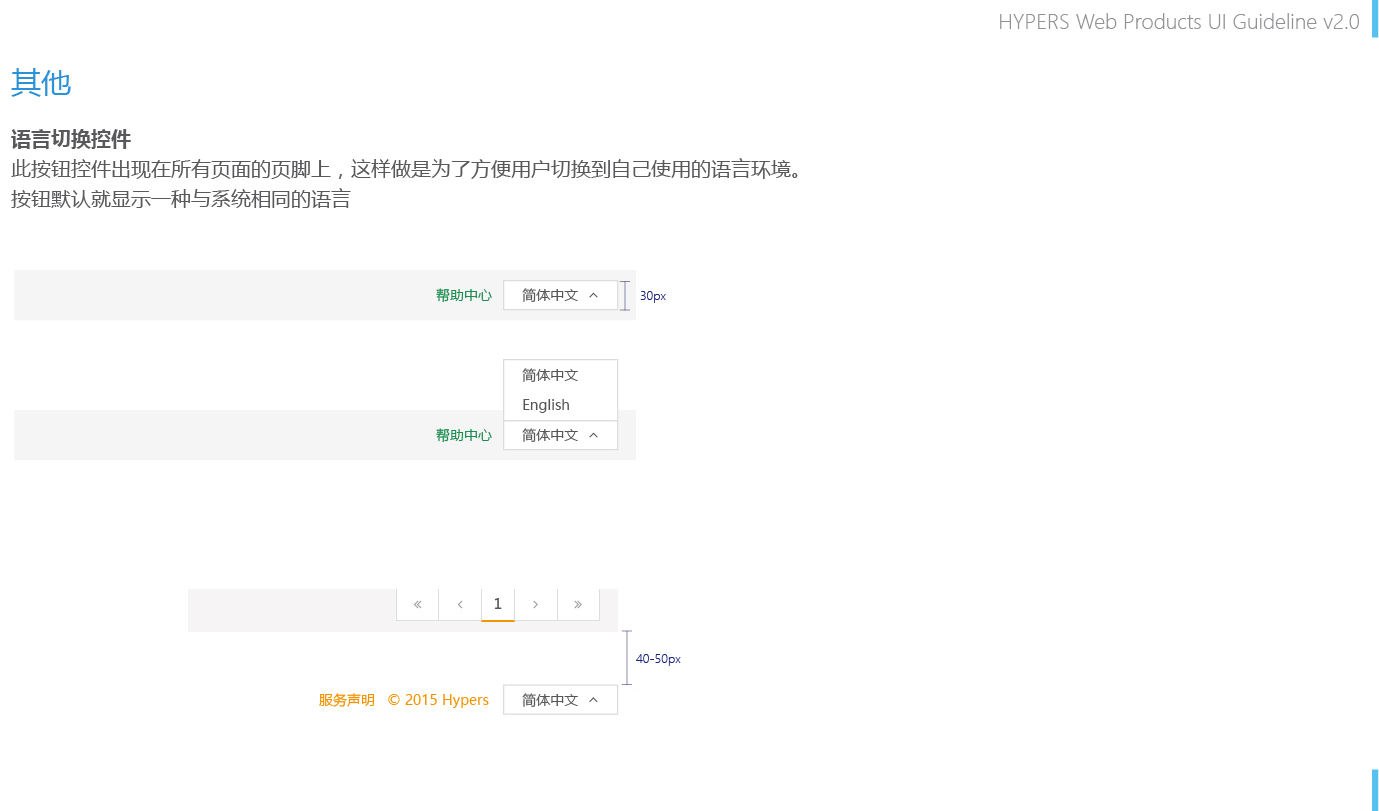 HYPERS Web Products UI Guideline v2.0
其他
语言切换控件
此按钮控件出现在所有页面的页脚上，这样做是为了方便用户切换到自己使用的语言环境。
按钮默认就显示一种与系统相同的语言
帮助中心 简体中文 30px
简体中文
English
帮助中心 简体中文
« ‹ 1 › »
40-50px
服务声明 © 2015 Hypers 简体中文